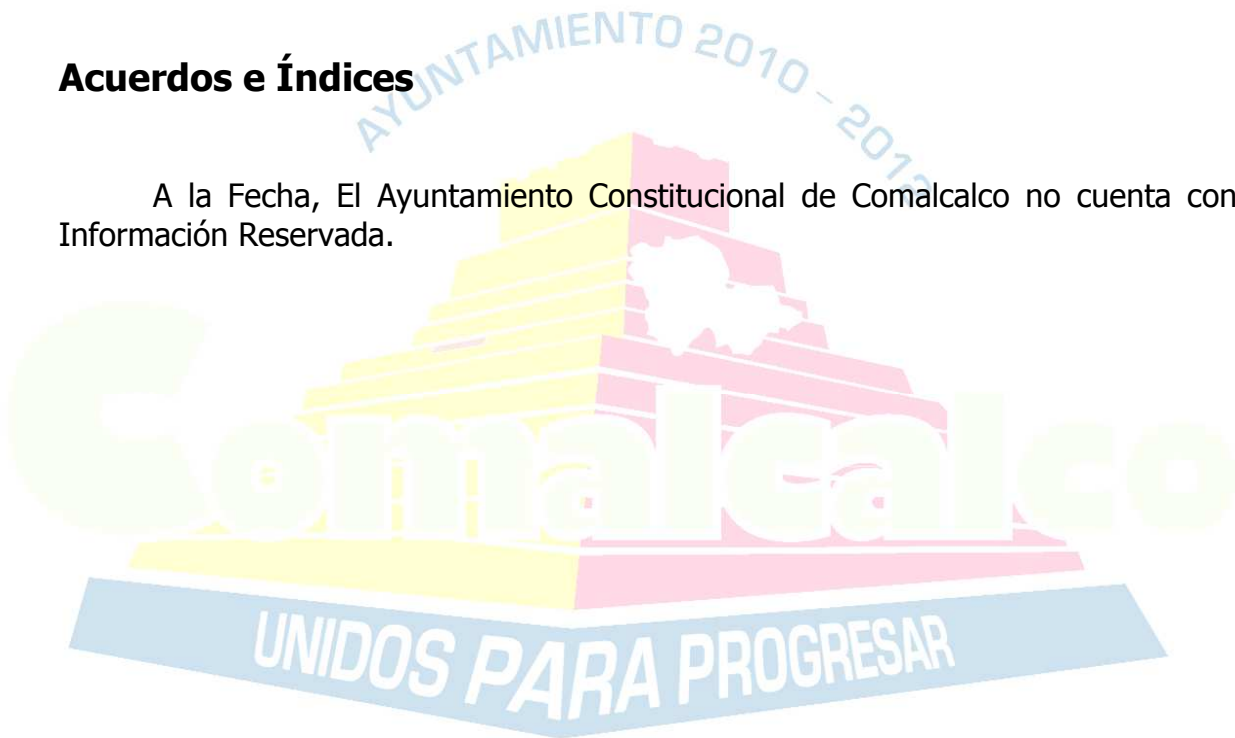 AYUNTAMIENTO 2010 - 2012
Acuerdos e Índices
A la Fecha, El Ayuntamiento Constitucional de Comalcalco no cuenta con
Información Reservada.
Comalcalco
UNIDOS PARA PROGRESAR